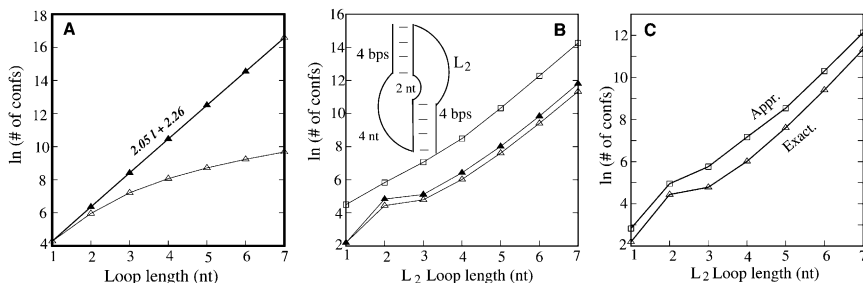 A
ln (# of confs)
18
16
14
12
10
8
6
4
2.05 l + 2.26
1 2 3 4 5 6 7
Loop length (nt)
B
ln (# of confs)
16
14
12
10
8
6
4
2
4 bps
L2
2 nt
4 bps
4 nt
1 2 3 4 5 6 7
L2 Loop length (nt)
C
ln (# of confs)
12
10
8
6
4
2
Appr.
Exact.
1 2 3 4 5 6 7
L2 Loop length (nt)